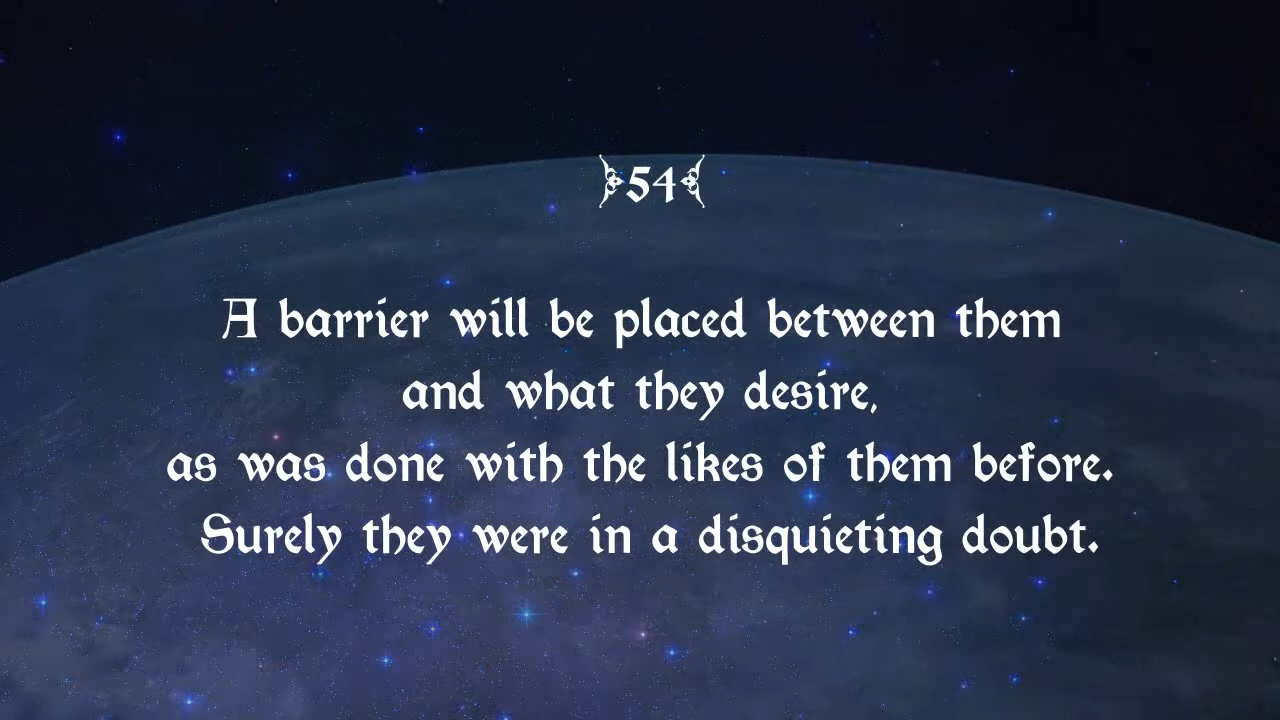 54
A barrier will be placed between them
and what they desire,
as was done with the likes of them before.
Surely they were in a disquieting doubt.